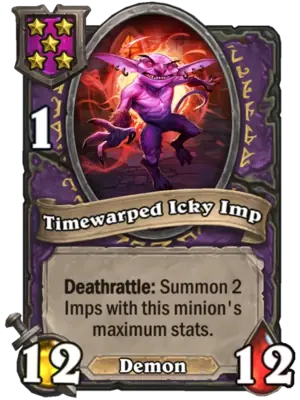 1
Timewarped Icky Imp
Deathrattle: Summon 2
Imps with this minion's
maximum stats.
12
12
Demon